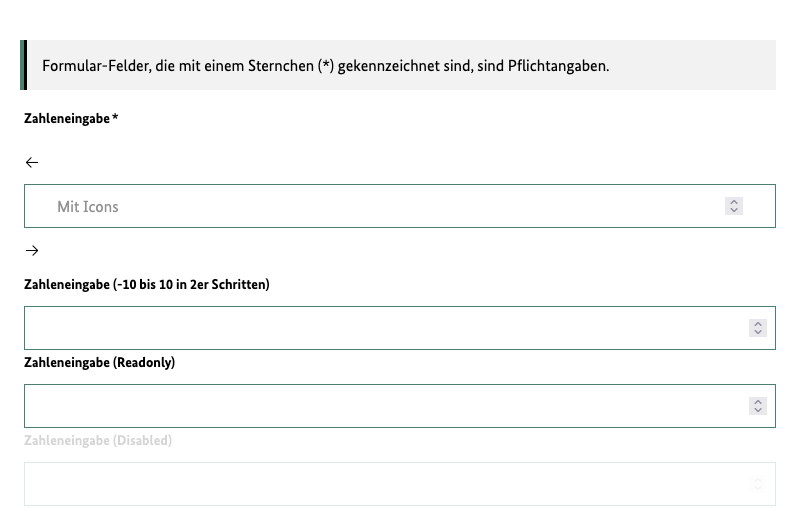 Formular-Felder, die mit einem Sternchen (*) gekennzeichnet sind, sind Pflichtangaben.
Zahleneingabe *
←
Mit Icons
→
Zahleneingabe (-10 bis 10 in 2er Schritten)
Zahleneingabe (Readonly)
Zahleneingabe (Disabled)